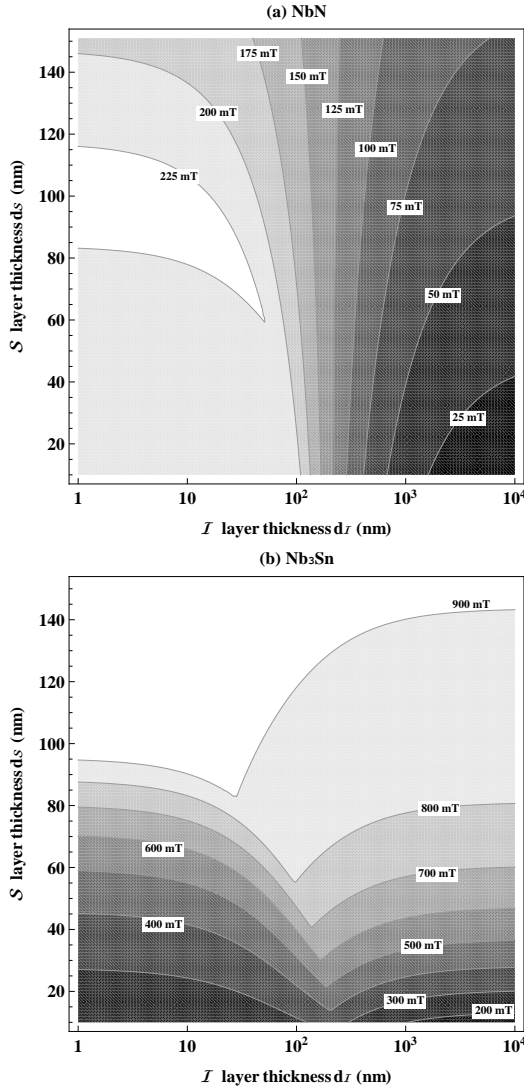 (a) NbN
140
120
100
80
60
40
20
S layer thickness ds (nm)
175 mT
150 mT
200 mT
125 mT
100 mT
225 mT
75 mT
50 mT
25 mT
1
10
10²
10³
10⁴
I layer thickness dI (nm)
(b) Nb₃Sn
140
120
100
80
60
40
20
S layer thickness ds (nm)
900 mT
800 mT
600 mT
700 mT
400 mT
500 mT
300 mT
200 mT
1
10
10²
10³
10⁴
I layer thickness dI (nm)